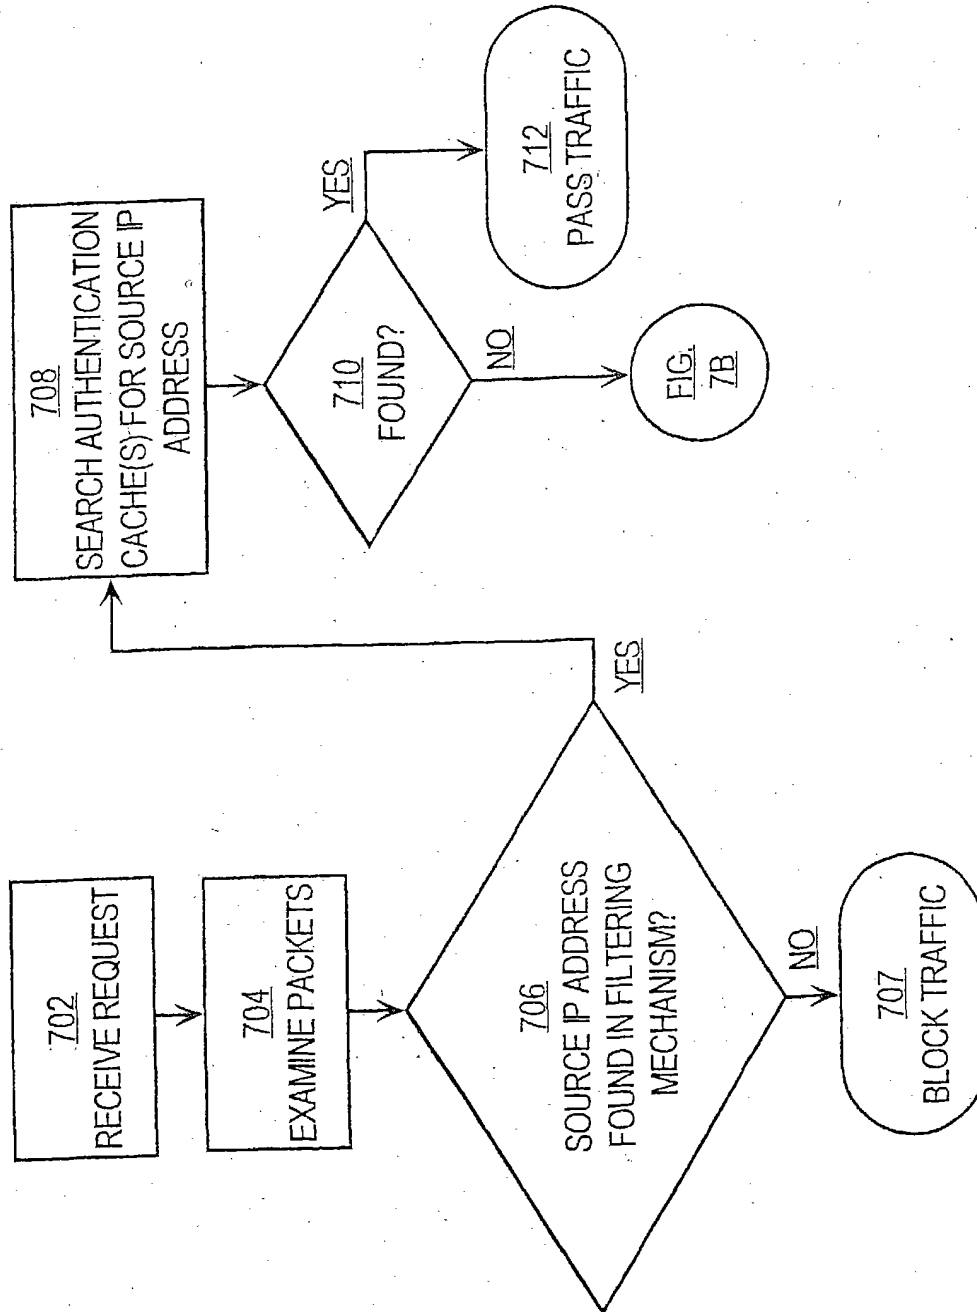 702
RECEIVE REQUEST
704
EXAMINE PACKETS
706
SOURCE IP ADDRESS
FOUND IN FILTERING
MECHANISM?
YES
NO
707
BLOCK TRAFFIC
708
SEARCH AUTHENTICATION
CACHE(S) FOR SOURCE IP
ADDRESS
710
FOUND?
YES
NO
712
PASS TRAFFIC
FIG.
7B